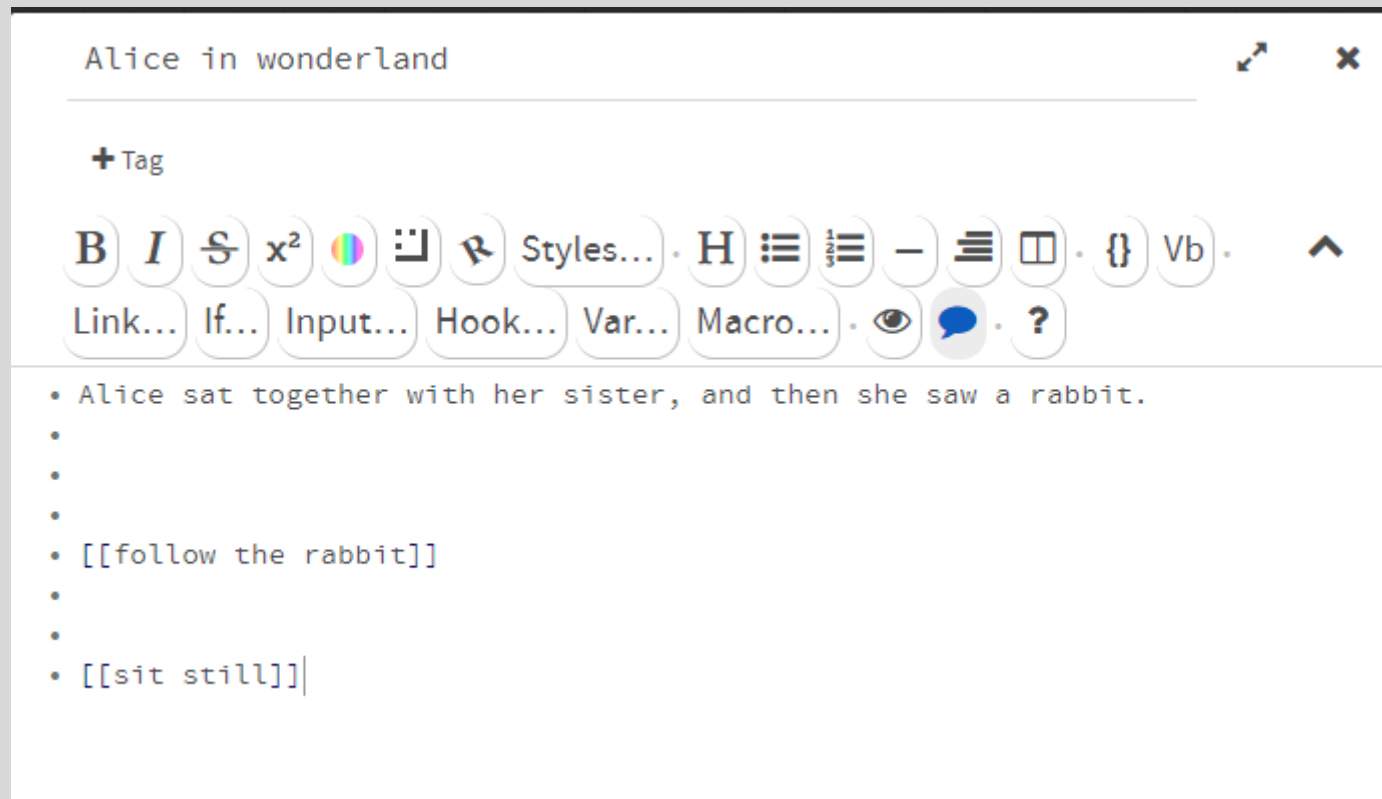 Alice in wonderland
+ Tag
B I S x² R Styles... H {} Vb
Link... If... Input... Hook... Var... Macro... ?
• Alice sat together with her sister, and then she saw a rabbit.
•
•
•
• [[follow the rabbit]]
•
•
• [[sit still]]